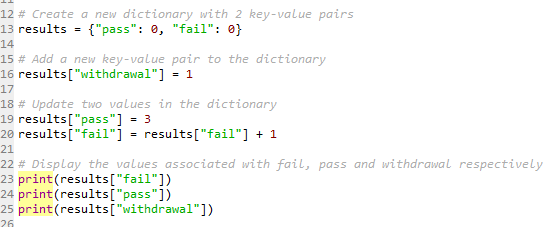 12 # Create a new dictionary with 2 key-value pairs
13 results = {"pass": 0, "fail": 0}
14
15 # Add a new key-value pair to the dictionary
16 results["withdrawal"] = 1
17
18 # Update two values in the dictionary
19 results["pass"] = 3
20 results["fail"] = results["fail"] + 1
21
22 # Display the values associated with fail, pass and withdrawal respectively
23 print(results["fail"])
24 print(results["pass"])
25 print(results["withdrawal"])
26